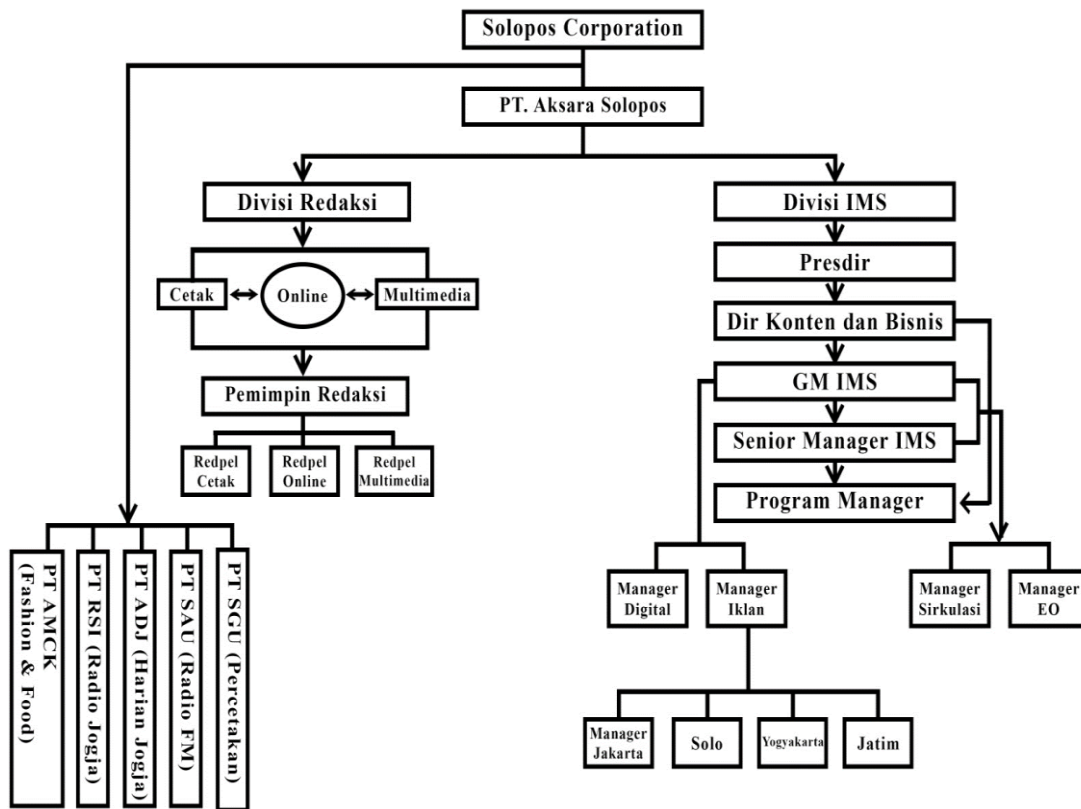 Solopos Corporation
PT. Aksara Solopos
Divisi Redaksi
Cetak
Online
Multimedia
Pemimpin Redaksi
Redpel
Cetak
Redpel
Online
Redpel
Multimedia
Divisi IMS
Presdir
Dir Konten dan Bisnis
GM IMS
Senior Manager IMS
Program Manager
Manager
Digital
Manager
Iklan
Manager
Sirkulasi
Manager
EO
Manager
Jakarta
Solo
Yogyakarta
Jatim
PT AMCK
(Fashion & Food)
PT RSI (Radio Jogja)
PT ADJ (Harian Jogja)
PT SAU (Radio FM)
PT SGU (Percetakan)